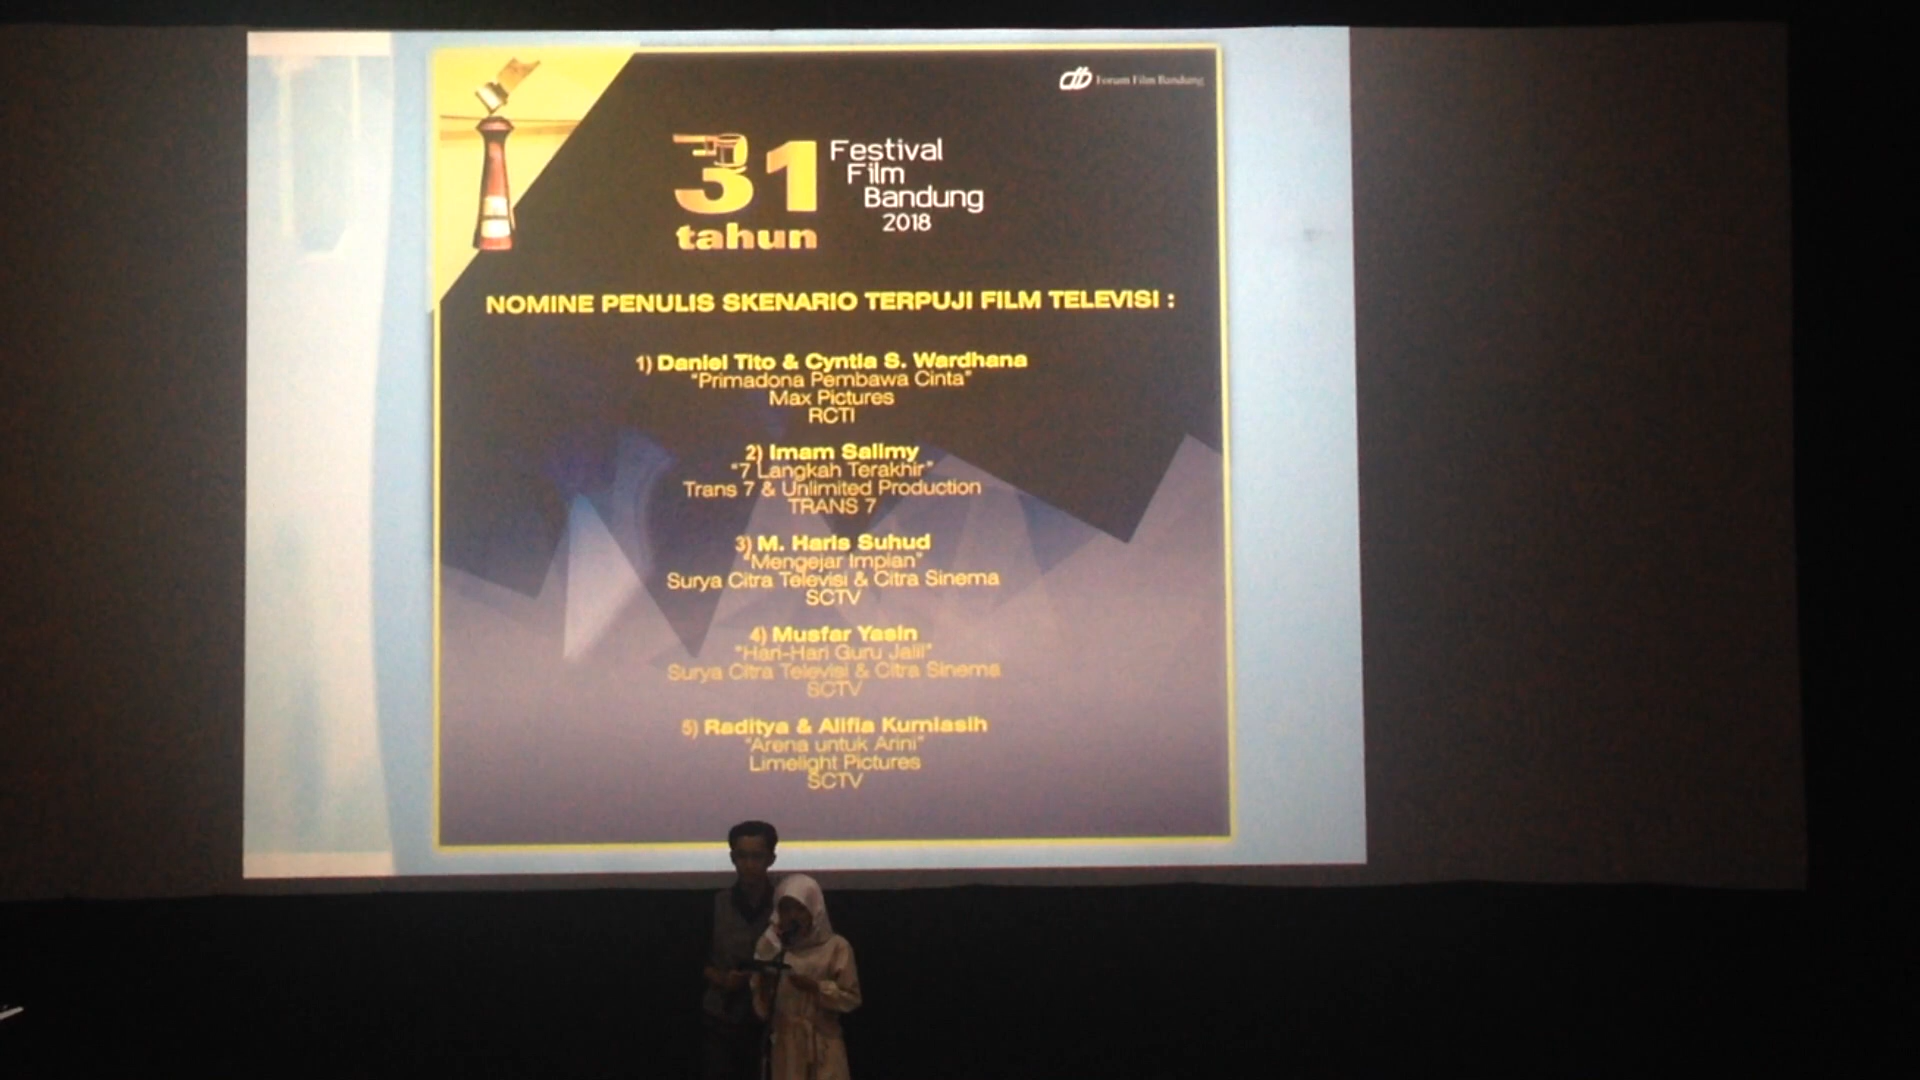 Forum Film Bandung
31 tahun
Festival
Film
Bandung
2018
NOMINE PENULIS SKENARIO TERPUJI FILM TELEVISI :
1) Daniel Tito & Cyntia S. Wardhana
“Primadona Pembawa Cinta”
Max Pictures
RCTI
2) Imam Salimy
“7 Langkah Terakhir”
Trans 7 & Unlimited Production
TRANS 7
3) M. Haris Suhud
“Mengejar Impian”
Surya Citra Televisi & Citra Sinema
SCTV
4) Musfar Yasin
“Hari-Hari Guru Jalil”
Surya Citra Televisi & Citra Sinema
SCTV
5) Raditya & Alifia Kurniasih
“Arena untuk Arini”
Limelight Pictures
SCTV